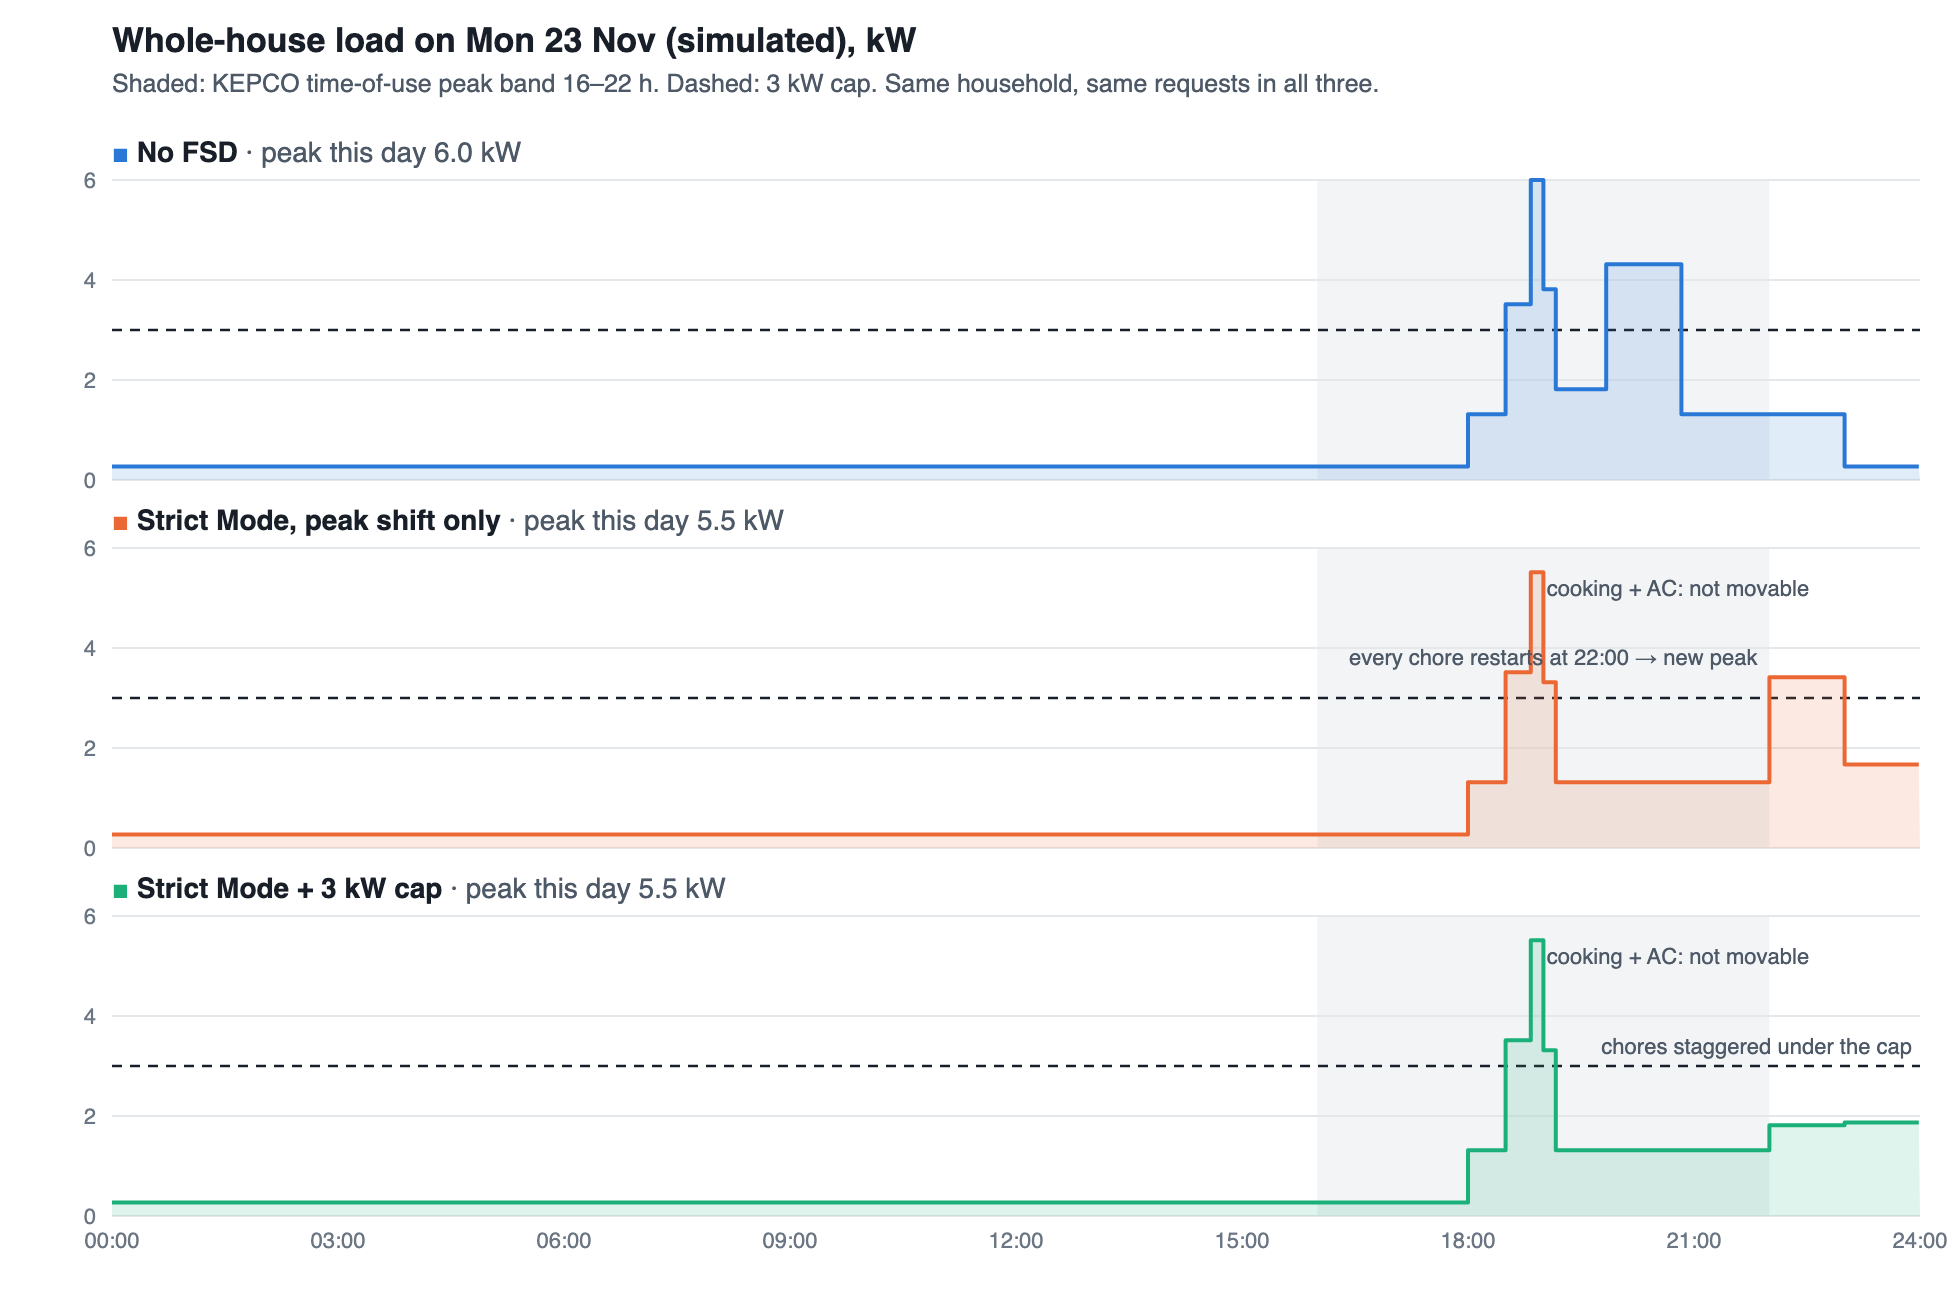 Whole-house load on Mon 23 Nov (simulated), kW
Shaded: KEPCO time-of-use peak band 16–22 h. Dashed: 3 kW cap. Same household, same requests in all three.
No FSD · peak this day 6.0 kW
6
4
2
0
Strict Mode, peak shift only · peak this day 5.5 kW
6
cooking + AC: not movable
4
every chore restarts at 22:00 → new peak
2
0
Strict Mode + 3 kW cap · peak this day 5.5 kW
6
cooking + AC: not movable
4
chores staggered under the cap
2
0
00:00 03:00 06:00 09:00 12:00 15:00 18:00 21:00 24:00